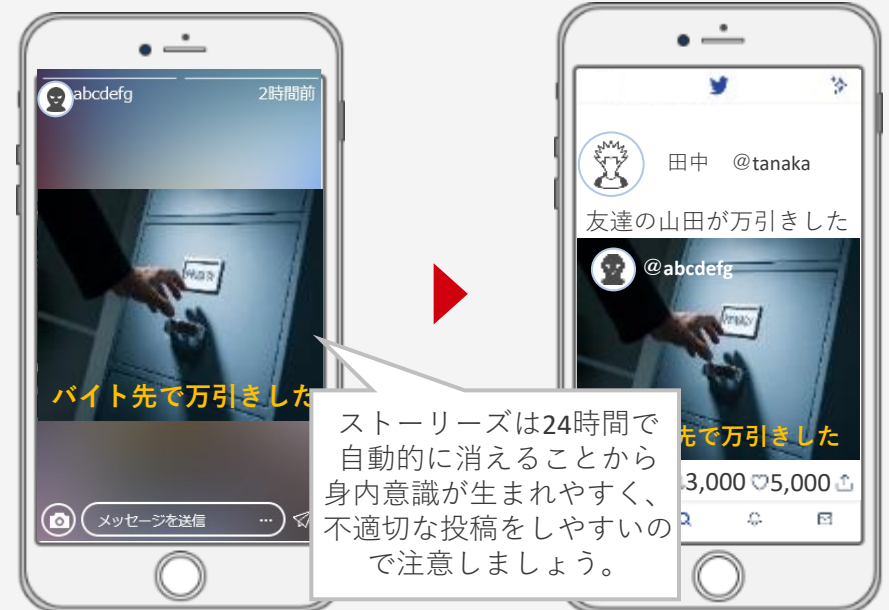 abcdefg
2時間前
バイト先で万引きした
メッセージを送信
ストーリーズは24時間で
自動的に消えることから
身内意識が生まれやすく、
不適切な投稿をしやすいの
で注意しましょう。
田中 @tanaka
友達の山田が万引きした
@abcdefg
先で万引きした
3,000 5,000